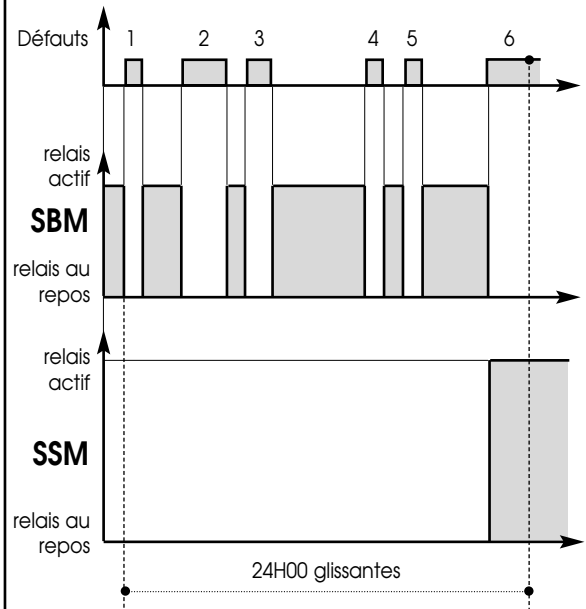 Défauts 1 2 3 4 5 6
relais
actif
SBM
relais au
repos
relais
actif
SSM
relais au
repos
24H00 glissantes